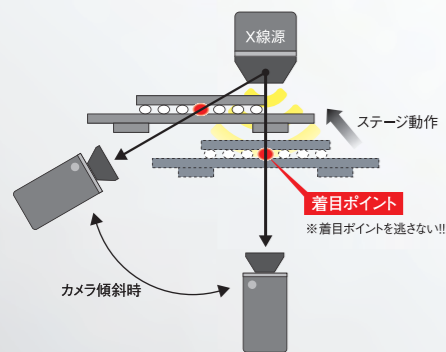 X線源
ステージ動作
着目ポイント
※着目ポイントを逃さない!!
カメラ傾斜時